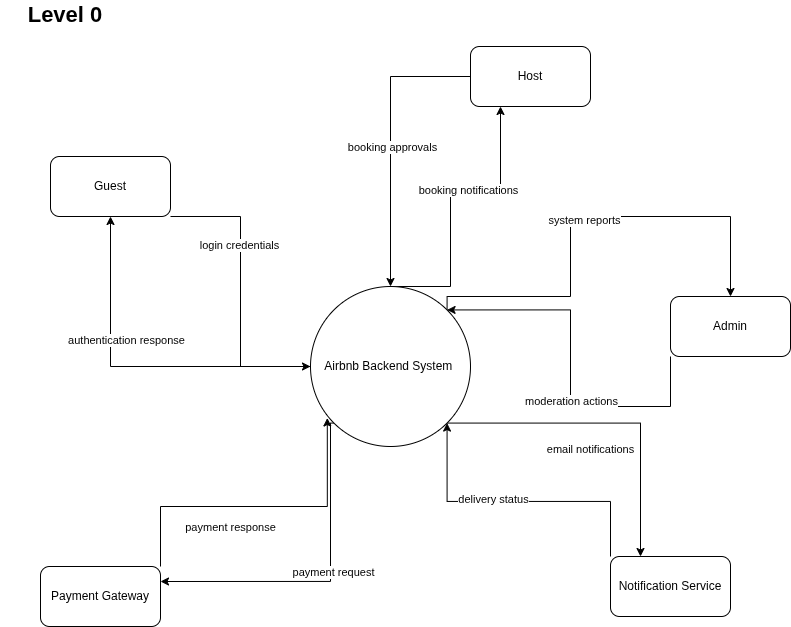 Level 0
Host
booking approvals
Guest
booking notifications
system reports
login credentials
Admin
authentication response
Airbnb Backend System
moderation actions
email notifications
delivery status
payment response
payment request
Notification Service
Payment Gateway